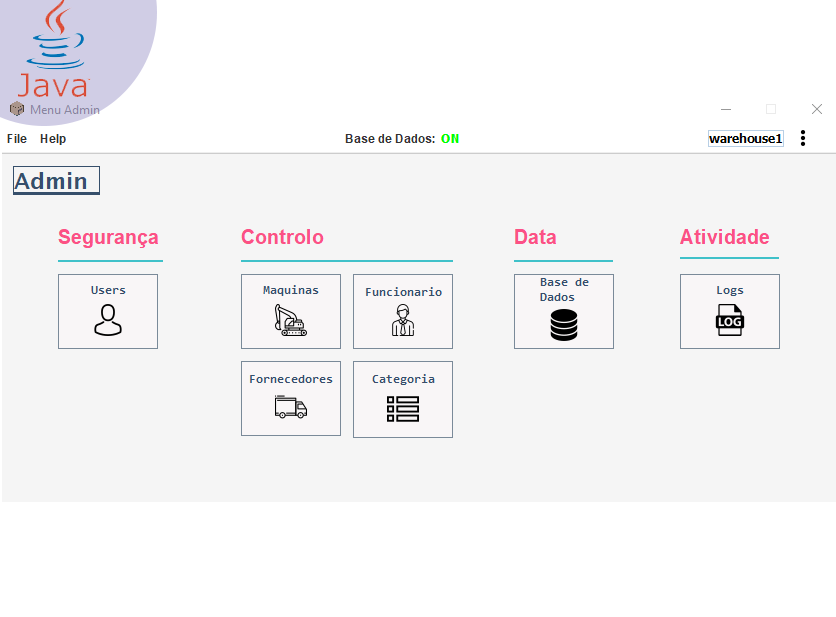 Java
Menu Admin
File Help Base de Dados: ON warehouse1
Admin
Segurança Controlo Data Atividade
Users Maquinas Funcionario Base de
Dados Logs
LOG
Fornecedores Categoria